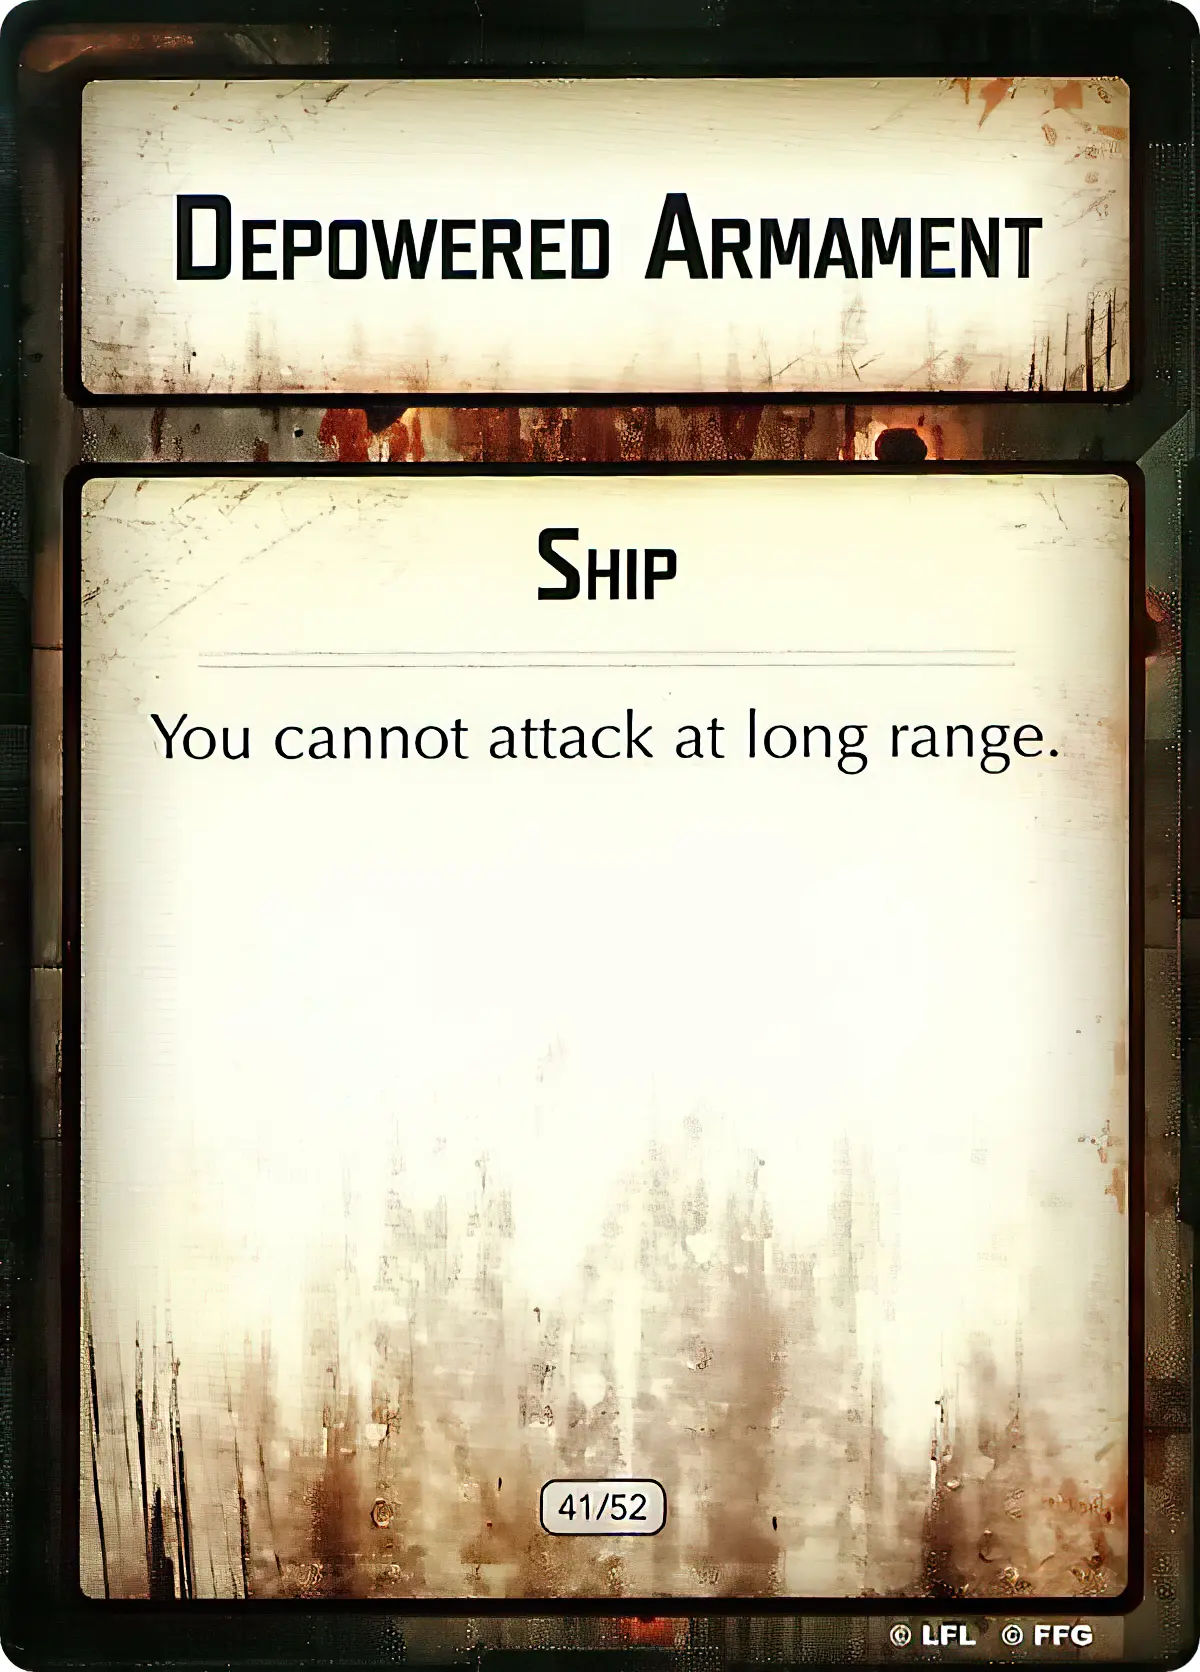 Depowered Armament
Ship
You cannot attack at long range.
41/52
© LFL © FFG